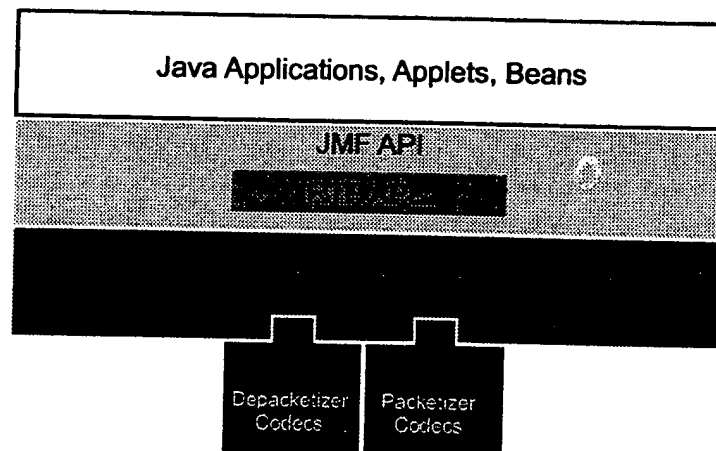 Java Applications, Applets, Beans
JMF API
Depacketizer
Codecs
Packetizer
Codecs